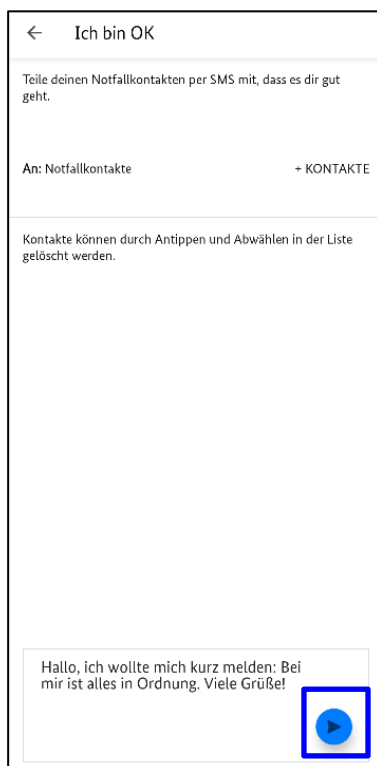 Ich bin OK
Teile deinen Notfallkontakten per SMS mit, dass es dir gut
geht.
An: Notfallkontakte + KONTAKTE
Kontakte können durch Antippen und Abwählen in der Liste
gelöscht werden.
Hallo, ich wollte mich kurz melden: Bei
mir ist alles in Ordnung. Viele Grüße!